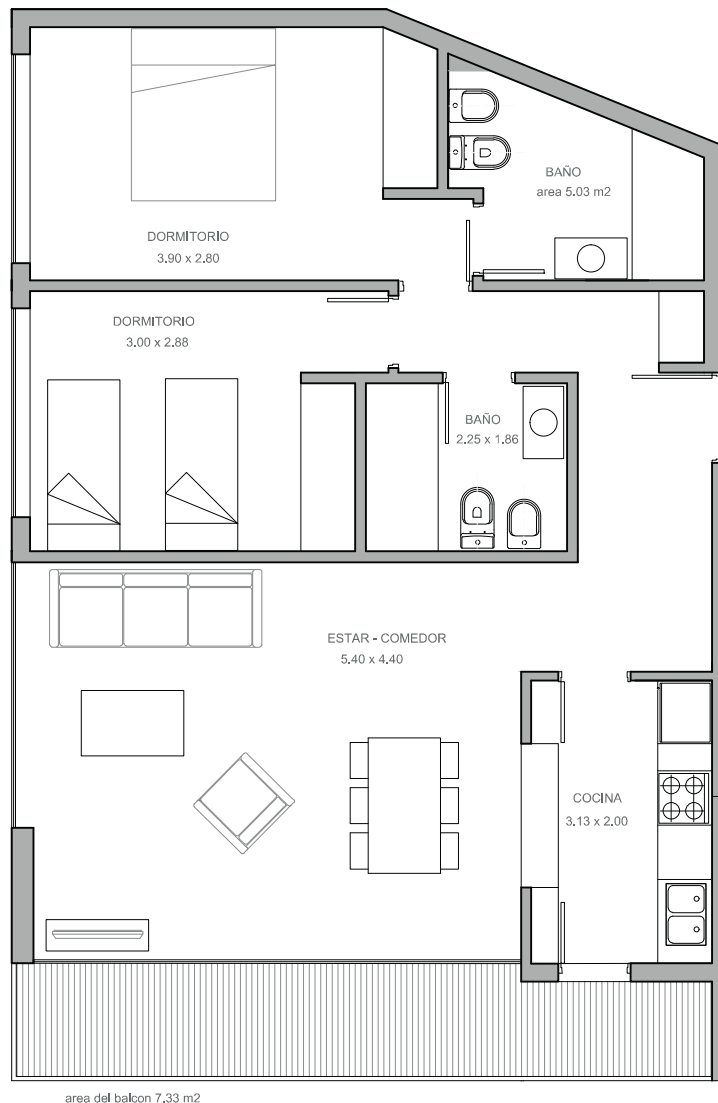 BAÑO
area 5.03 m2
DORMITORIO
3.90 x 2.80
DORMITORIO
3.00 x 2.88
BAÑO
2.25 x 1.86
ESTAR - COMEDOR
5.40 x 4.40
COCINA
3.13 x 2.00
area del balcon 7.33 m2